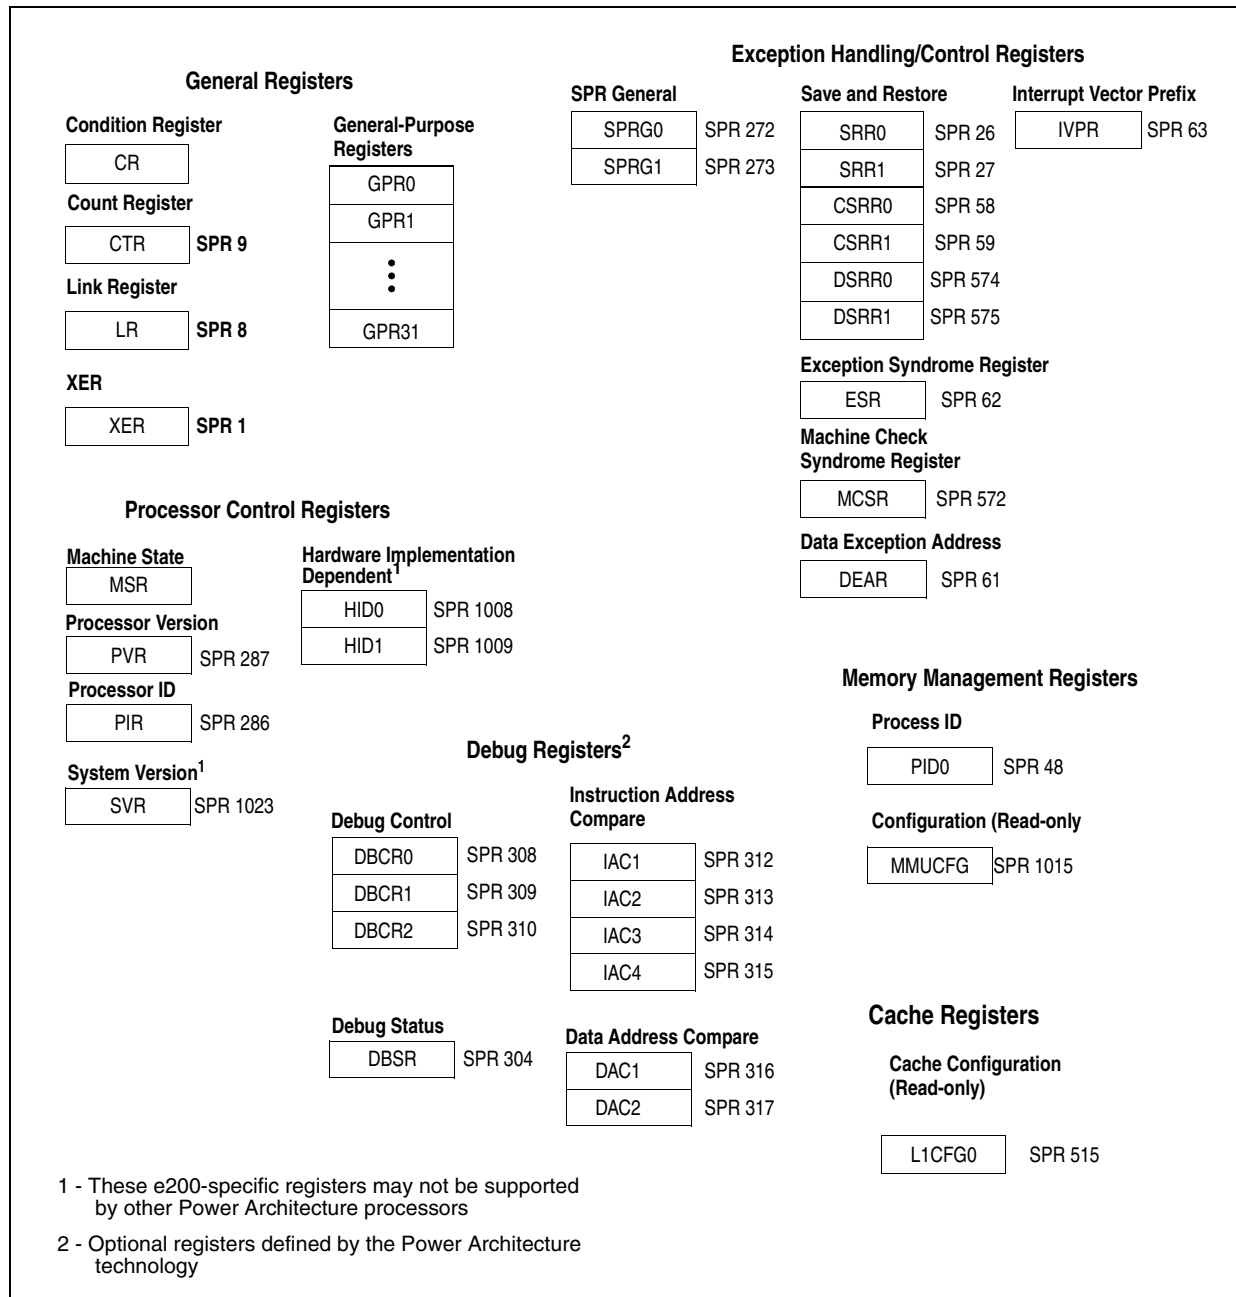 General Registers
Condition Register
CR
Count Register
CTR SPR 9
Link Register
LR SPR 8
XER
XER SPR 1
General-Purpose
Registers
GPR0
GPR1
GPR31
Exception Handling/Control Registers
SPR General
SPRG0 SPR 272
SPRG1 SPR 273
Save and Restore
SRR0 SPR 26
SRR1 SPR 27
CSRR0 SPR 58
CSRR1 SPR 59
DSRR0 SPR 574
DSRR1 SPR 575
Interrupt Vector Prefix
IVPR SPR 63
Exception Syndrome Register
ESR SPR 62
Machine Check
Syndrome Register
MCSR SPR 572
Data Exception Address
DEAR SPR 61
Processor Control Registers
Machine State
MSR
Processor Version
PVR SPR 287
Processor ID
PIR SPR 286
System Version1
SVR SPR 1023
Hardware Implementation
Dependent1
HID0 SPR 1008
HID1 SPR 1009
Memory Management Registers
Process ID
PID0 SPR 48
Configuration (Read-only
MMUCFG SPR 1015
Debug Registers2
Debug Control
DBCR0 SPR 308
DBCR1 SPR 309
DBCR2 SPR 310
Instruction Address
Compare
IAC1 SPR 312
IAC2 SPR 313
IAC3 SPR 314
IAC4 SPR 315
Debug Status
DBSR SPR 304
Data Address Compare
DAC1 SPR 316
DAC2 SPR 317
Cache Registers
Cache Configuration
(Read-only)
L1CFG0 SPR 515
1 - These e200-specific registers may not be supported
by other Power Architecture processors
2 - Optional registers defined by the Power Architecture
technology